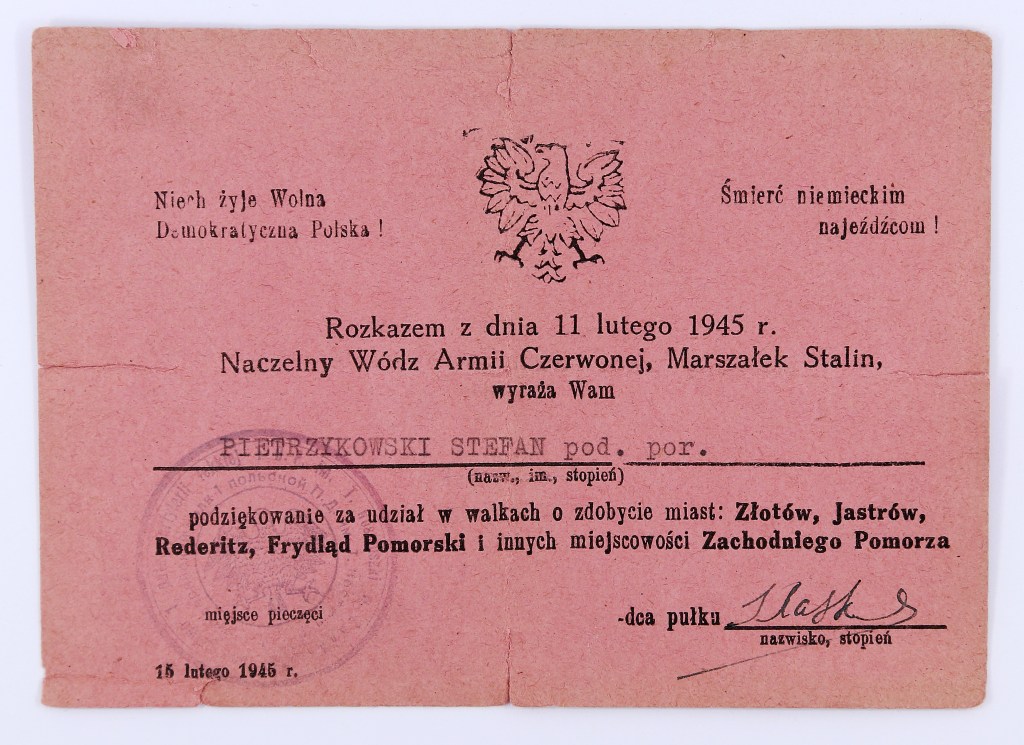 Niech żyje Wolna
Demokratyczna Polska !
Śmierć niemieckim
najeźdźcom !
Rozkazem z dnia 11 lutego 1945 r.
Naczelny Wódz Armii Czerwonej, Marszałek Stalin,
wyraża Wam
PIETRZYKOWSKI STEFAN pod. por.
(nazw., im., stopień)
podziękowanie za udział w walkach o zdobycie miast: Złotów, Jastrów,
Rederitz, Frydląd Pomorski i innych miejscowości Zachodniego Pomorza
miejsce pieczęci
-dca pułku
nazwisko, stopień
15 lutego 1945 r.